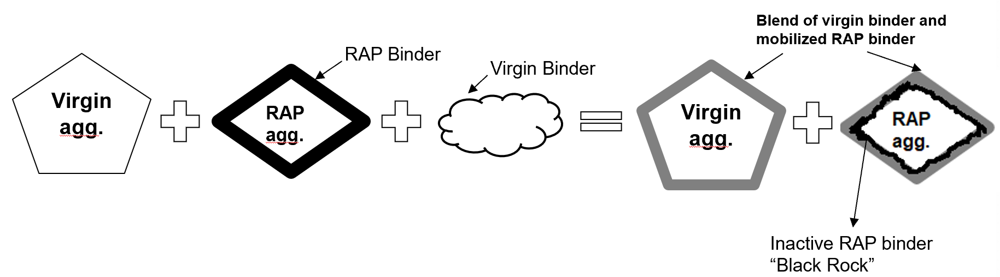 Virgin
agg.
RAP Binder
RAP
agg.
Virgin Binder
Blend of virgin binder and
mobilized RAP binder
Virgin
agg.
RAP
agg.
Inactive RAP binder
“Black Rock”